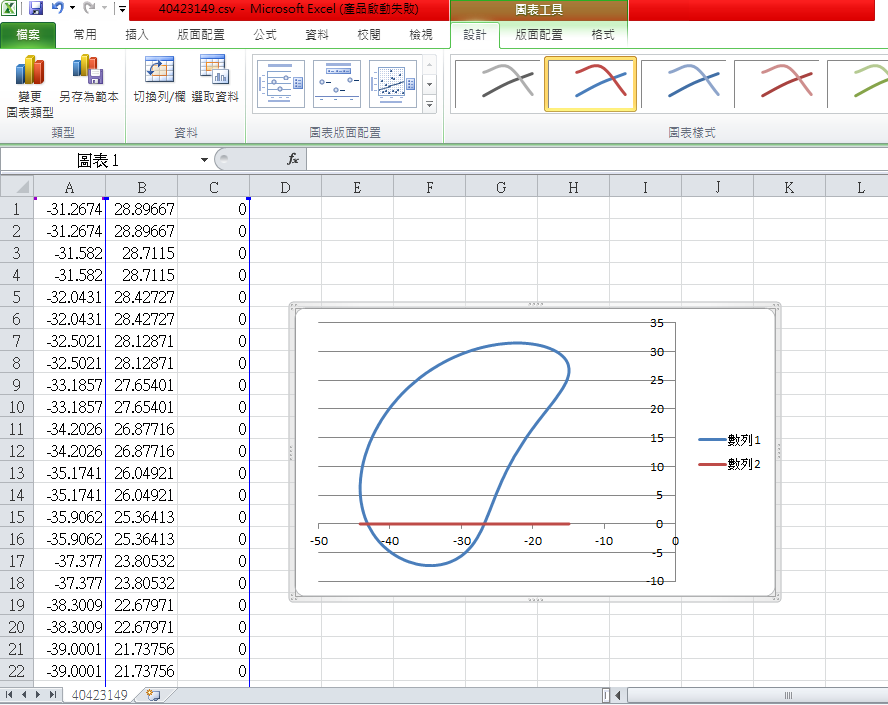 40423149.csv - Microsoft Excel (產品啟動失敗) 圖表工具
檔案 常用 插入 版面配置 公式 資料 校閱 檢視 設計 版面配置 格式
變更
圖表類型 另存為範本 切換列/欄 選取資料
類型 資料 圖表版面配置 圖表樣式
圖表 1 fx
A B C D E F G H I J K L
1 -31.2674 28.89667 0
2 -31.2674 28.89667 0
3 -31.582 28.7115 0
4 -31.582 28.7115 0
5 -32.0431 28.42727 0
6 -32.0431 28.42727 0
7 -32.5021 28.12871 0
8 -32.5021 28.12871 0
9 -33.1857 27.65401 0
10 -33.1857 27.65401 0
11 -34.2026 26.87716 0
12 -34.2026 26.87716 0
13 -35.1741 26.04921 0
14 -35.1741 26.04921 0
15 -35.9062 25.36413 0
16 -35.9062 25.36413 0
17 -37.377 23.80532 0
18 -37.377 23.80532 0
19 -38.3009 22.67971 0
20 -38.3009 22.67971 0
21 -39.0001 21.73756 0
22 -39.0001 21.73756 0
35
30
25
20
15
10
5
0
-5
-10
-50 -40 -30 -20 -10 0
數列1
數列2
40423149